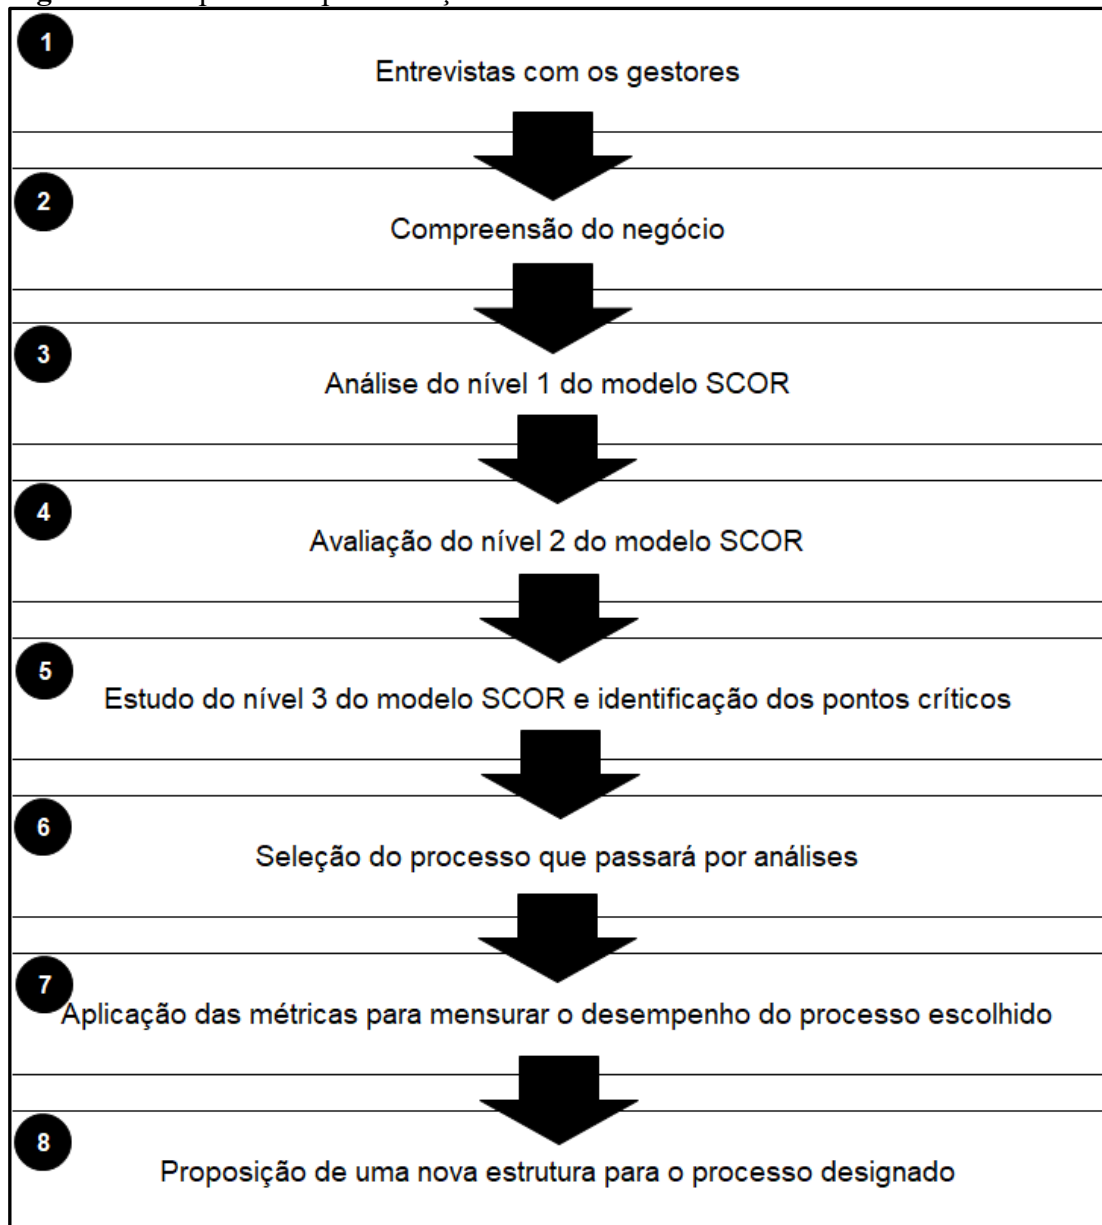 1
Entrevistas com os gestores
2
Compreensão do negócio
3
Análise do nível 1 do modelo SCOR
4
Avaliação do nível 2 do modelo SCOR
5
Estudo do nível 3 do modelo SCOR e identificação dos pontos críticos
6
Seleção do processo que passará por análises
7
Aplicação das métricas para mensurar o desempenho do processo escolhido
8
Proposição de uma nova estrutura para o processo designado